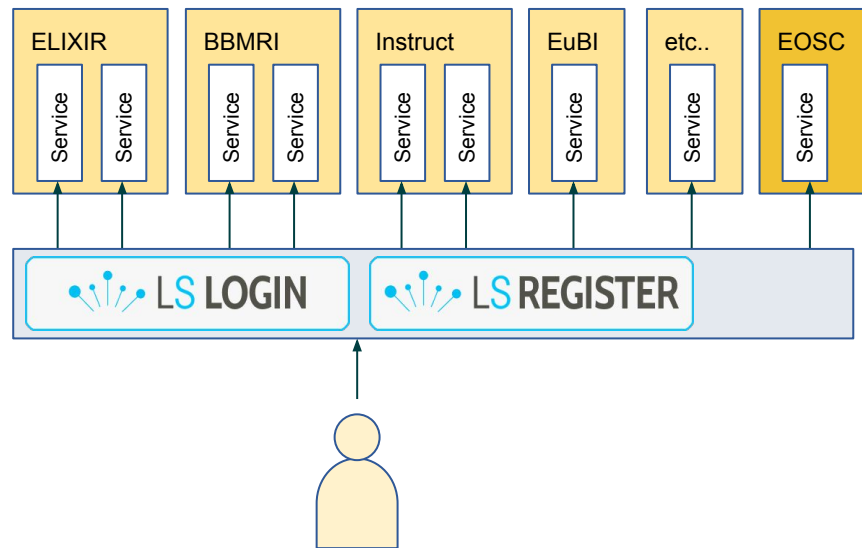 ELIXIR
BBMRI
Instruct
EuBI
etc..
EOSC
Service
Service
Service
Service
Service
Service
Service
Service
Service
LS LOGIN
LS REGISTER